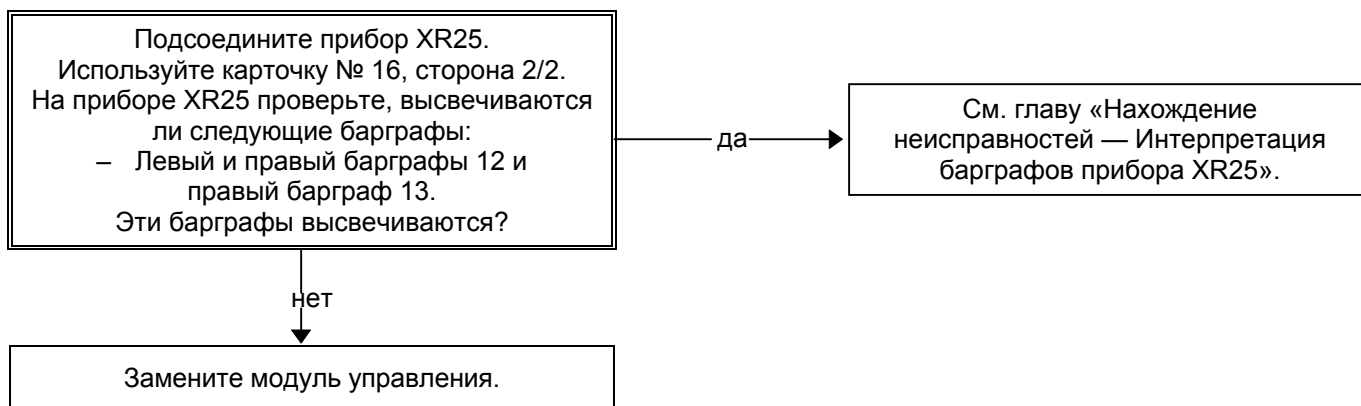 Подсоедините прибор XR25.
Используйте карточку № 16, сторона 2/2.
На приборе XR25 проверьте, высвечиваются
ли следующие барграфы:
– Левый и правый барграфы 12 и
правый барграф 13.
Эти барграфы высвечиваются?
да
См. главу «Нахождение
неисправностей — Интерпретация
барграфов прибора XR25».
нет
Замените модуль управления.